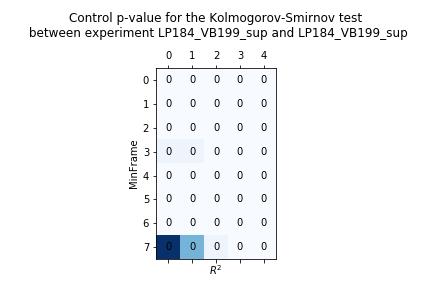 Control p-value for the Kolmogorov-Smirnov test
between experiment LP184_VB199_sup and LP184_VB199_sup
0 1 2 3 4
0 0 0 0 0 0
1 0 0 0 0 0
2 0 0 0 0 0
3 0 0 0 0 0
4 0 0 0 0 0
5 0 0 0 0 0
6 0 0 0 0 0
7 0 0 0 0 0
MinFrame
R²